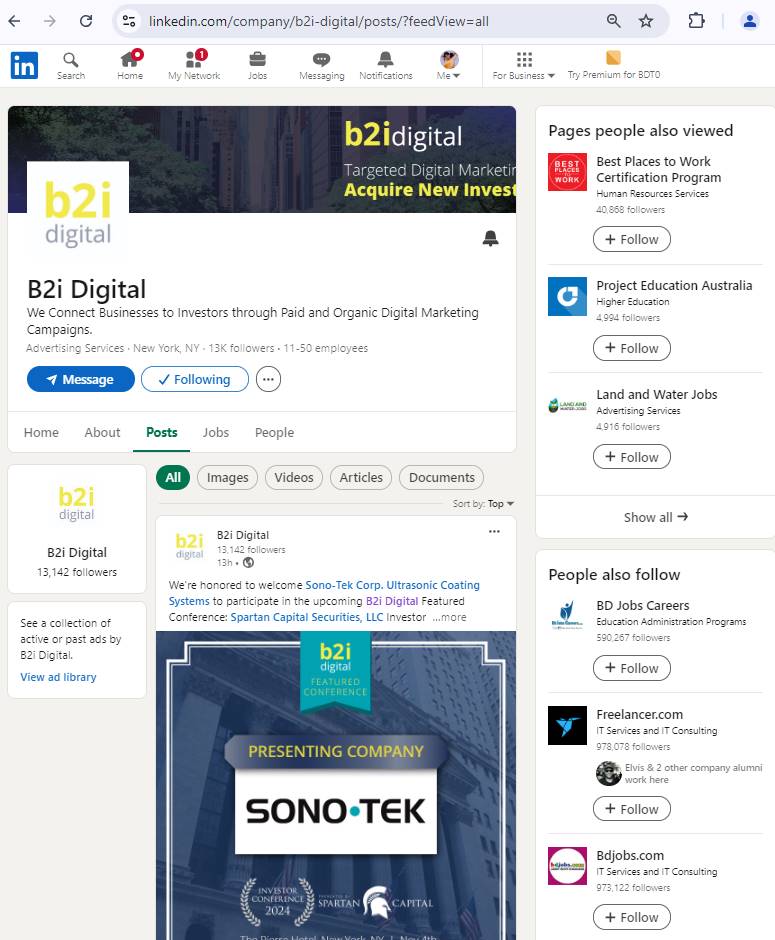 linkedin.com/company/b2i-digital/posts/?feedView=all
in
Search
Home
1
My Network
Jobs
Messaging
Notifications
Me
For Business
Try Premium for BDT0
b2idigital
Targeted Digital Marketin
Acquire New Invest
b2i
digital
B2i Digital
We Connect Businesses to Investors through Paid and Organic Digital Marketing
Campaigns.
Advertising Services · New York, NY · 13K followers · 11-50 employees
Message
Following
Home
About
Posts
Jobs
People
b2i
digital
B2i Digital
13,142 followers
See a collection of
active or past ads by
B2i Digital.
View ad library
All
Images
Videos
Articles
Documents
Sort by: Top
b2i
digital
B2i Digital
13,142 followers
13h •
We're honored to welcome Sono-Tek Corp. Ultrasonic Coating
Systems to participate in the upcoming B2i Digital Featured
Conference: Spartan Capital Securities, LLC Investor ...more
b2i
digital
FEATURED
CONFERENCE
PRESENTING COMPANY
SONO•TEK
INVESTOR
CONFERENCE
2024
SPARTAN CAPITAL
The Pierre Hotel, New York, NY | Nov 4th
Pages people also viewed
BEST
PLACES TO
WORK
Best Places to Work
Certification Program
Human Resources Services
40,868 followers
+ Follow
Project Education Australia
Higher Education
4,994 followers
+ Follow
LAND AND
WATER JOBS
Land and Water Jobs
Advertising Services
4,916 followers
+ Follow
Show all →
People also follow
BD Jobs Careers
Education Administration Programs
590,267 followers
+ Follow
Freelancer.com
IT Services and IT Consulting
978,078 followers
Elvis & 2 other company alumni
work here
+ Follow
bdjobs.com
Bdjobs.com
IT Services and IT Consulting
973,122 followers
+ Follow